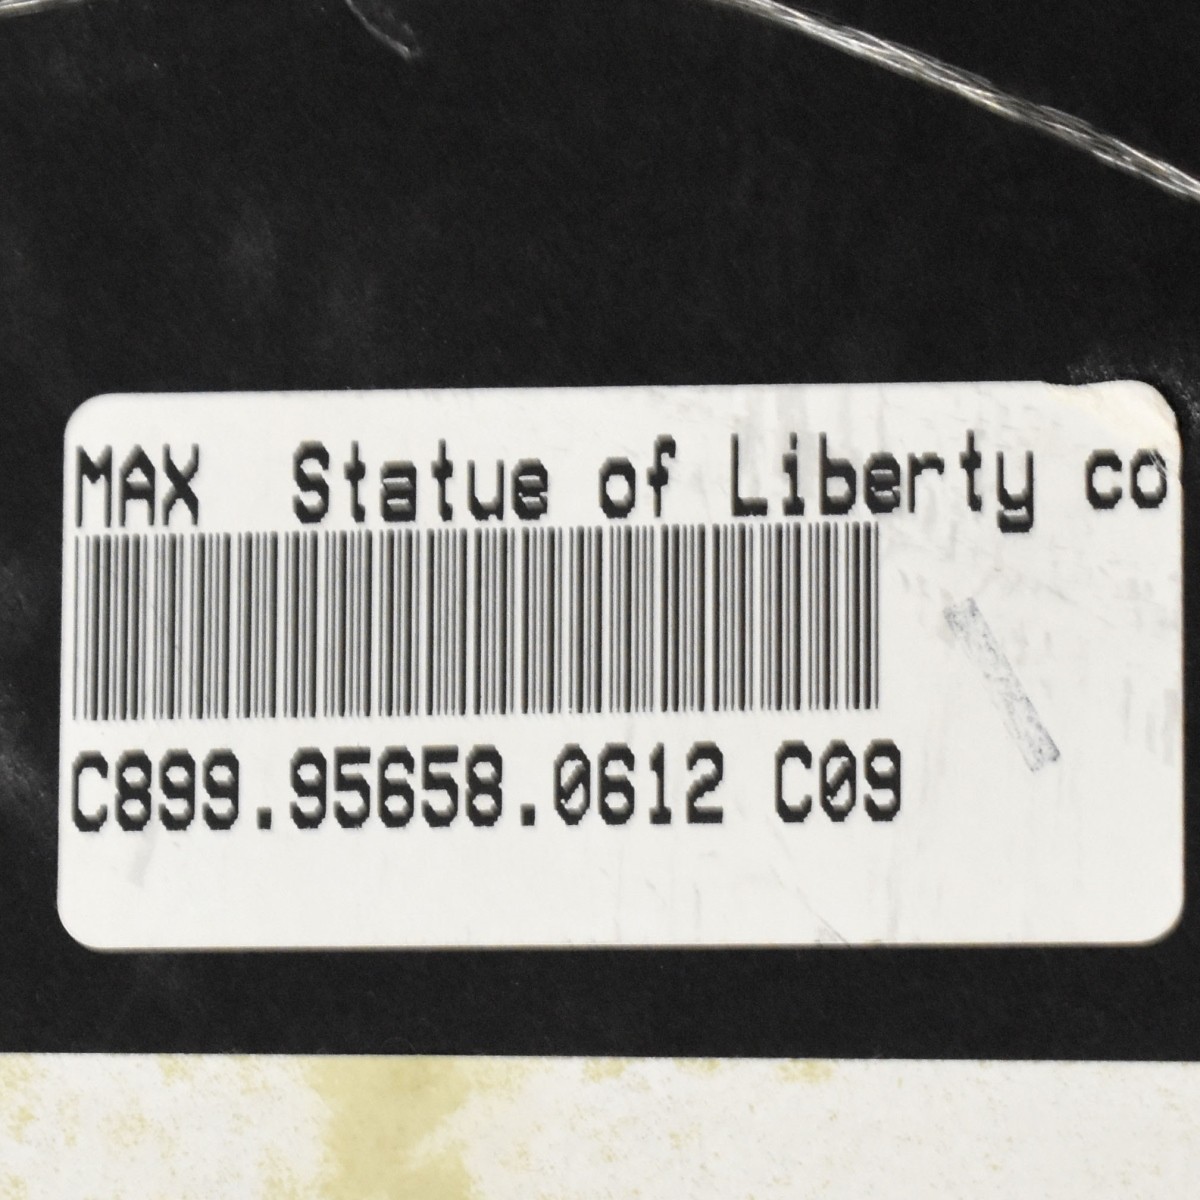 MAX Statue of Liberty co
C899.95658.0612 C09